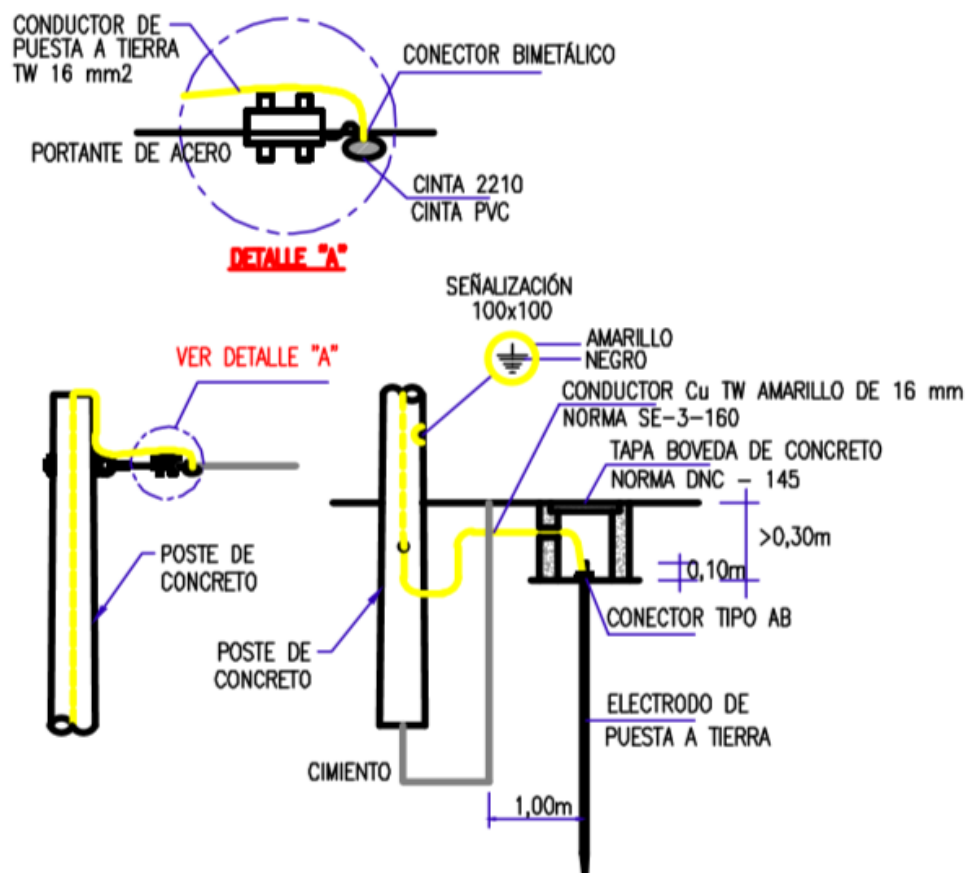 CONDUCTOR DE
PUESTA A TIERRA
TW 16 mm2
CONECTOR BIMETÁLICO
PORTANTE DE ACERO
CINTA 2210
CINTA PVC
DETALLE "A"
SEÑALIZACIÓN
100x100
AMARILLO
NEGRO
VER DETALLE "A"
CONDUCTOR Cu TW AMARILLO DE 16 mm
NORMA SE-3-160
TAPA BOVEDA DE CONCRETO
NORMA DNC - 145
>0,30m
0,10m
POSTE DE
CONCRETO
CONECTOR TIPO AB
POSTE DE
CONCRETO
ELECTRODO DE
PUESTA A TIERRA
CIMIENTO
1,00m